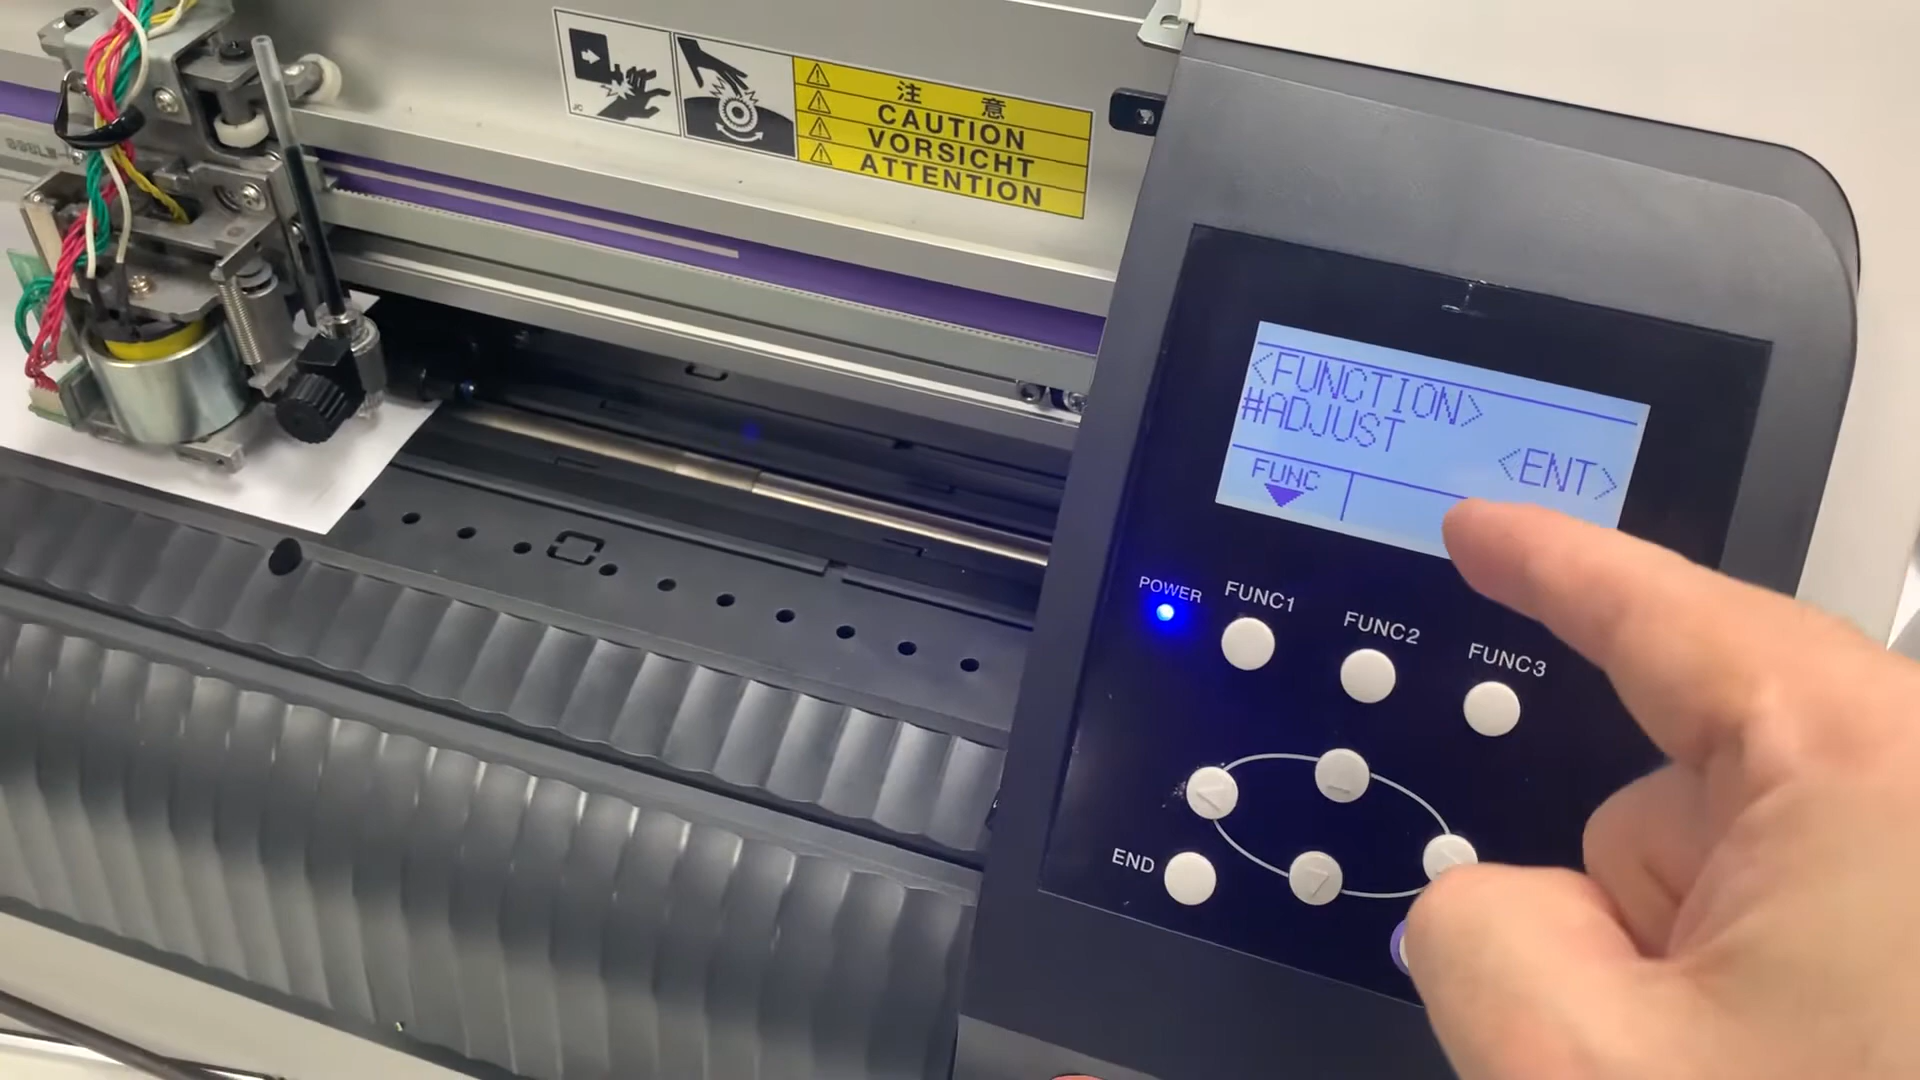 注 意
CAUTION
VORSICHT
ATTENTION
<FUNCTION>
#ADJUST
<ENT>
FUNC
POWER
FUNC1
FUNC2
FUNC3
END